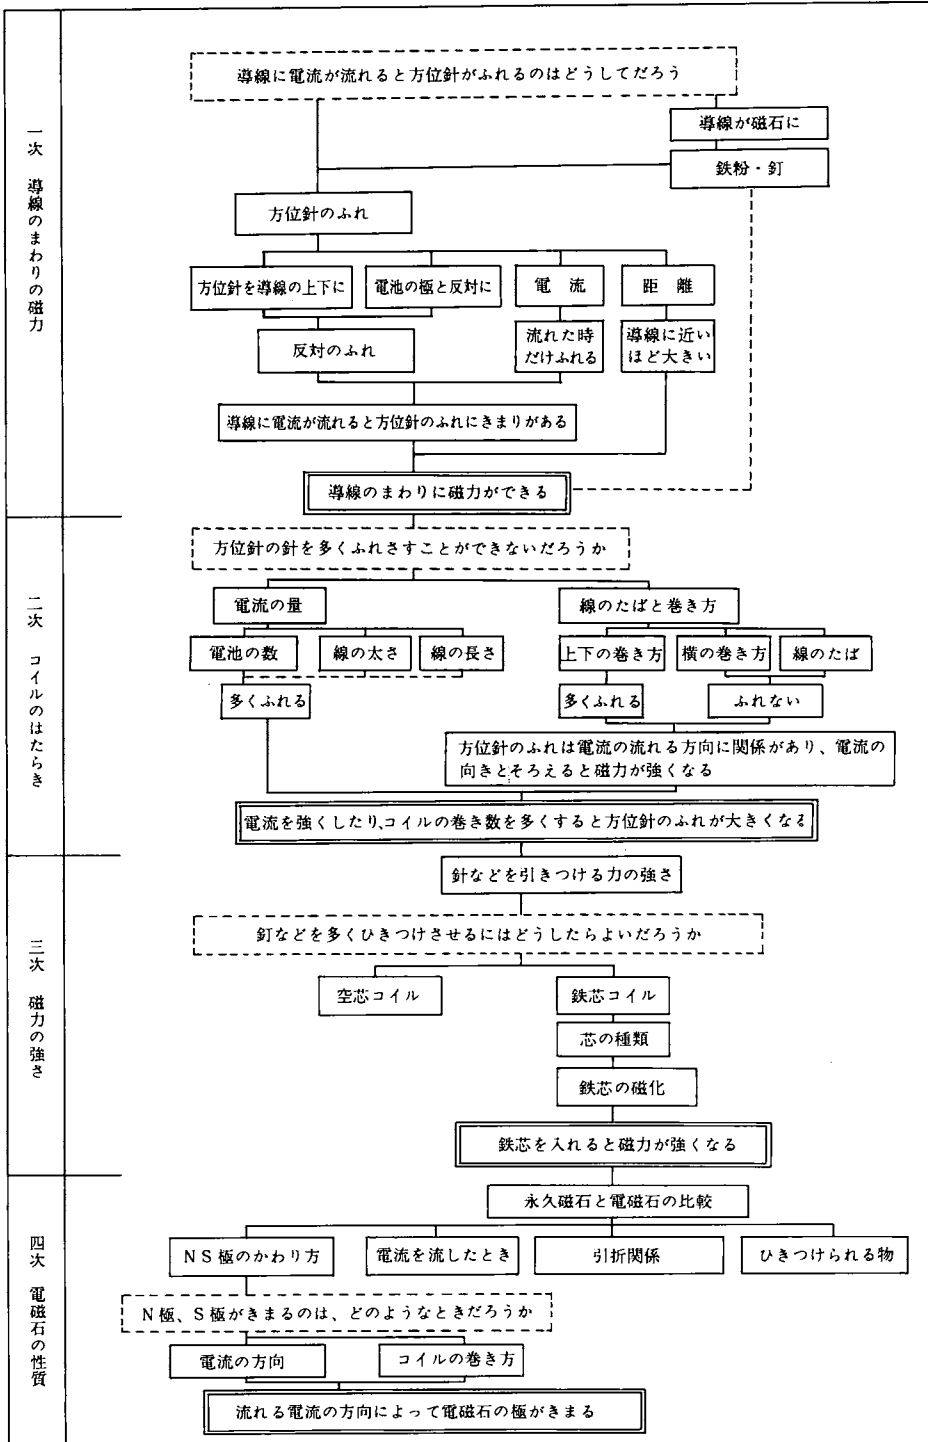 一次　導線のまわりの磁力
導線に電流が流れると方位針がふれるのはどうしてだろう
導線が磁石に
鉄粉・釘
方位針のふれ
方位針を導線の上下に
電池の極と反対に
電　流
距　離
反対のふれ
流れた時
だけふれる
導線に近い
ほど大きい
導線に電流が流れると方位針のふれにきまりがある
導線のまわりに磁力ができる
二次　コイルのはたらき
方位針の針を多くふれさすことができないだろうか
電流の量
線のたばと巻き方
電池の数
線の太さ
線の長さ
上下の巻き方
横の巻き方
線のたば
多くふれる
多くふれる
ふれない
方位針のふれは電流の流れる方向に関係があり、電流の
向きとそろえると磁力が強くなる
電流を強くしたり、コイルの巻き数を多くすると方位針のふれが大きくなる
三次　磁力の強さ
針などを引きつける力の強さ
釘などを多くひきつけさせるにはどうしたらよいだろうか
空芯コイル
鉄芯コイル
芯の種類
鉄芯の磁化
鉄芯を入れると磁力が強くなる
四次　電磁石の性質
永久磁石と電磁石の比較
NS極のかわり方
電流を流したとき
引折関係
ひきつけられる物
N極、S極がきまるのは、どのようなときだろうか
電流の方向
コイルの巻き方
流れる電流の方向によって電磁石の極がきまる